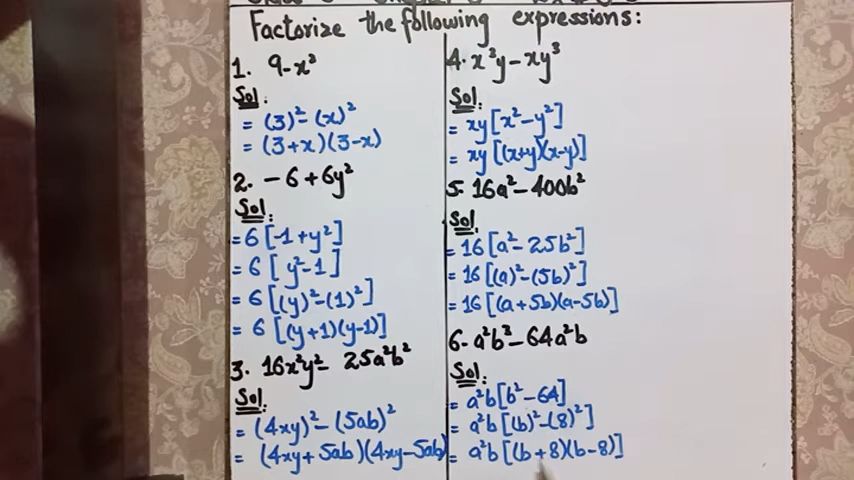 Factorize the following expressions:
1. 9-x²
Sol:
= (3)² - (x)²
= (3+x)(3-x)
2. -6+6y²
Sol:
= 6[-1+y²]
= 6[y²-1]
= 6[(y)²-(1)²]
= 6[(y+1)(y-1)]
3. 16x²y² - 25a²b²
Sol:
= (4xy)² - (5ab)²
= (4xy+5ab)(4xy-5ab)
4. x³y - xy³
Sol:
= xy[x²-y²]
= xy[(x+y)(x-y)]
5. 16a² - 400b²
Sol.
= 16[a²-25b²]
= 16[(a)²-(5b)²]
= 16[(a+5b)(a-5b)]
6. a²b³ - 64a²b
Sol:
= a²b[b²-64]
= a²b[(b)²-(8)²]
= a²b[(b+8)(b-8)]